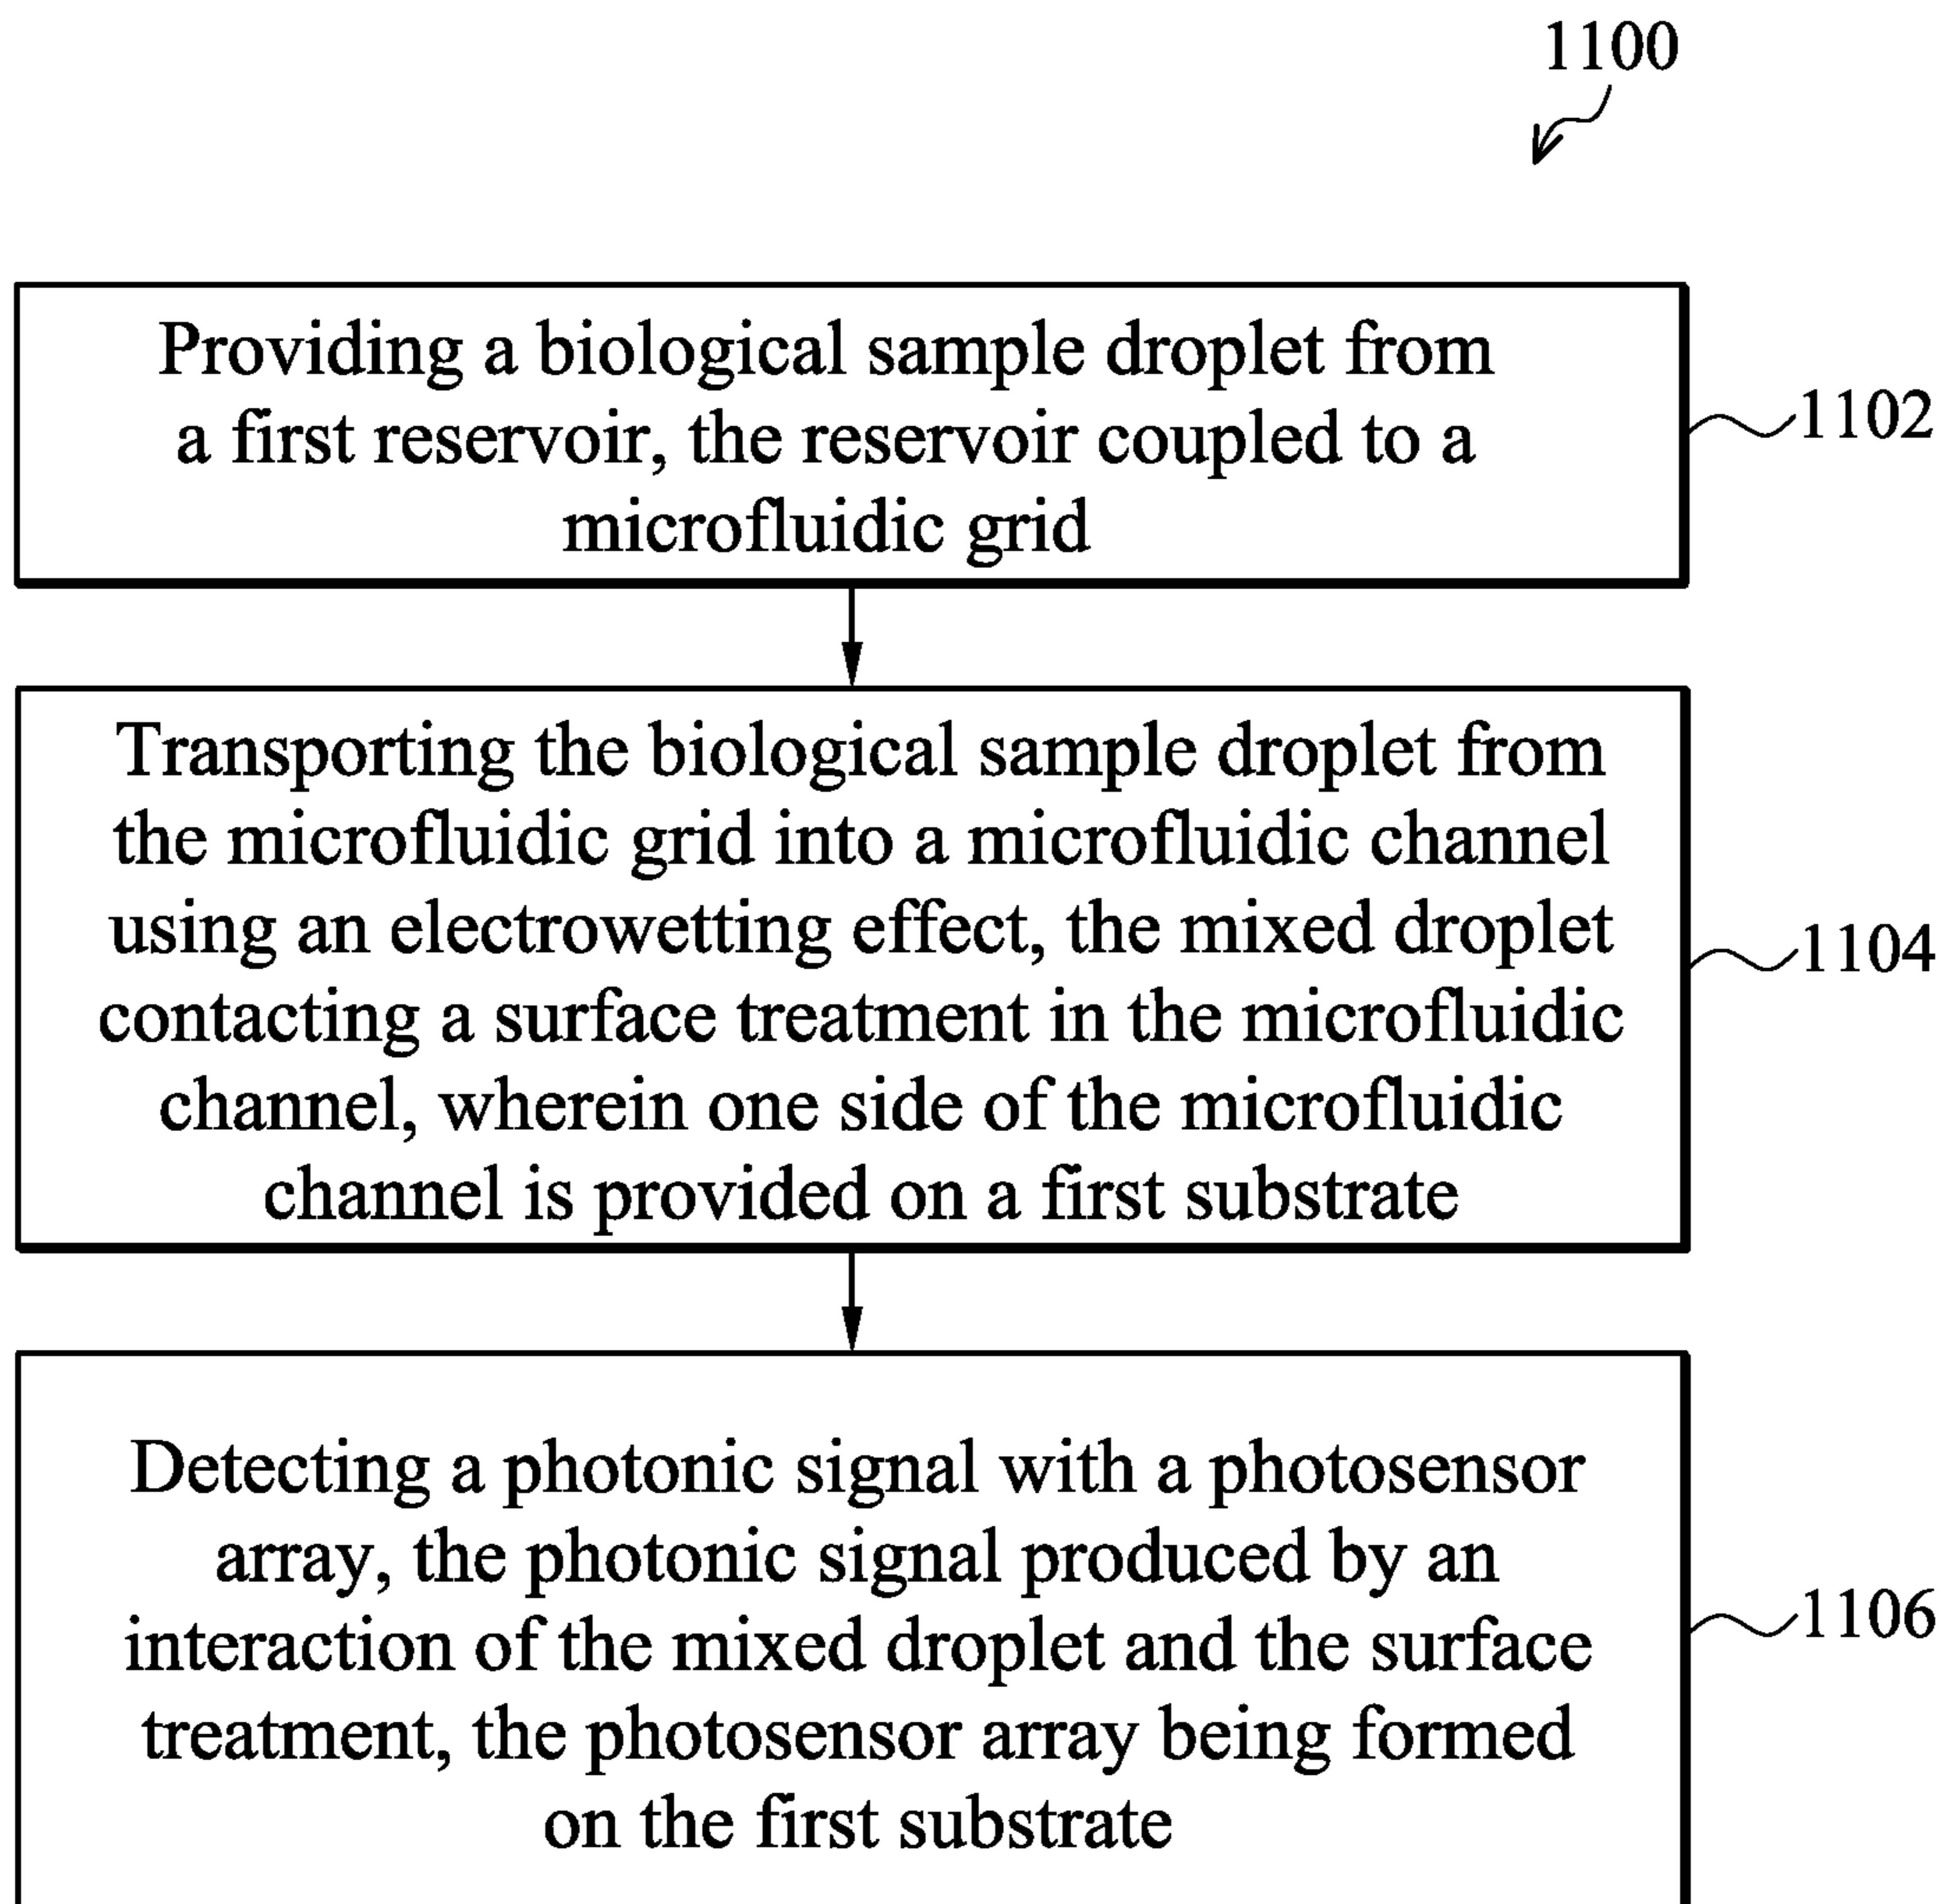 1100
Providing a biological sample droplet from
a first reservoir, the reservoir coupled to a
microfluidic grid
1102
Transporting the biological sample droplet from
the microfluidic grid into a microfluidic channel
using an electrowetting effect, the mixed droplet
contacting a surface treatment in the microfluidic
channel, wherein one side of the microfluidic
channel is provided on a first substrate
1104
Detecting a photonic signal with a photosensor
array, the photonic signal produced by an
interaction of the mixed droplet and the surface
treatment, the photosensor array being formed
on the first substrate
1106